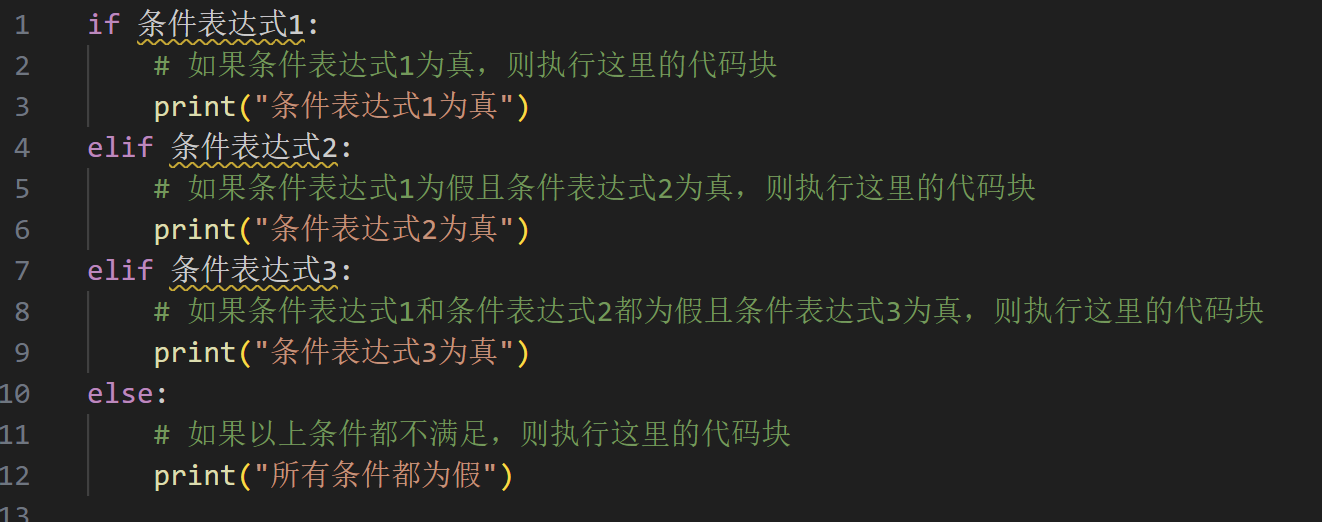 1 if 条件表达式1:
2 # 如果条件表达式1为真，则执行这里的代码块
3 print("条件表达式1为真")
4 elif 条件表达式2:
5 # 如果条件表达式1为假且条件表达式2为真，则执行这里的代码块
6 print("条件表达式2为真")
7 elif 条件表达式3:
8 # 如果条件表达式1和条件表达式2都为假且条件表达式3为真，则执行这里的代码块
9 print("条件表达式3为真")
10 else:
11 # 如果以上条件都不满足，则执行这里的代码块
12 print("所有条件都为假")
13